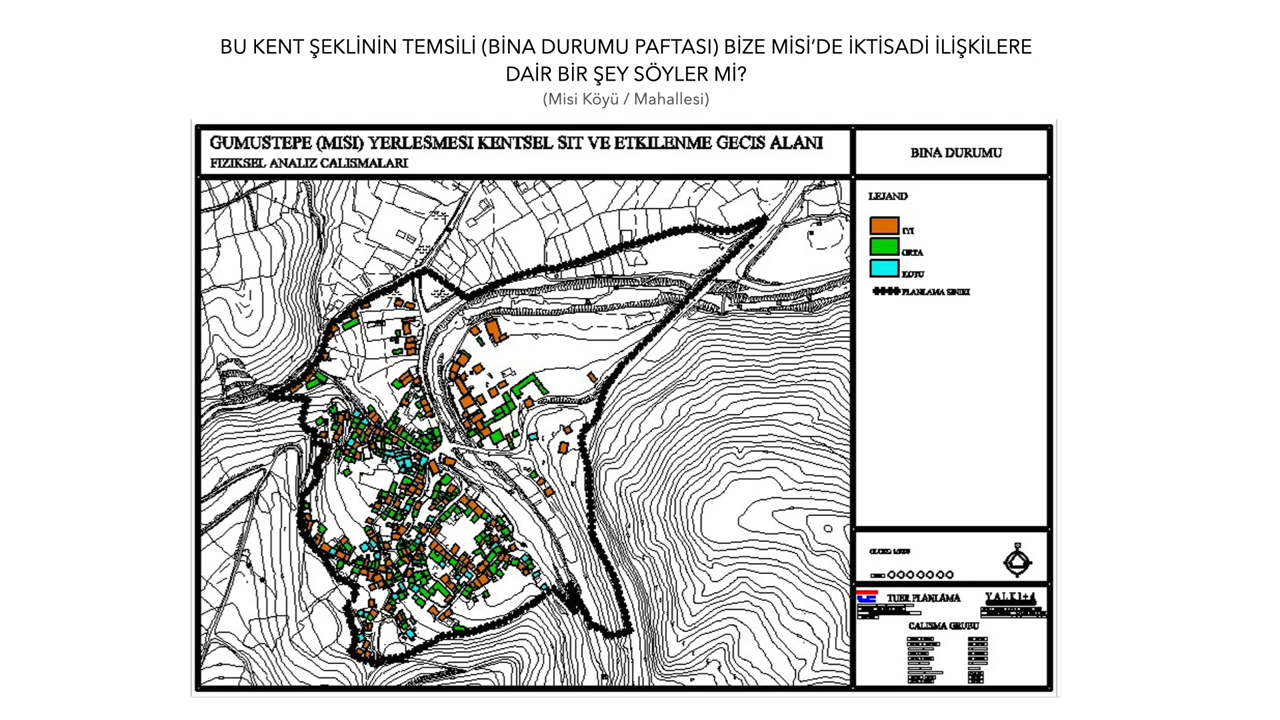 BU KENT ŞEKLİNİN TEMSİLİ (BİNA DURUMU PAFTASI) BİZE MİSİ’DE İKTİSADİ İLİŞKİLERE
DAİR BİR ŞEY SÖYLER Mİ?
(Misi Köyü / Mahallesi)
GUMUSTEPE (MISI) YERLESMESI KENTSEL SIT VE ETKILENME GECIS ALANI
FIZIKSEL ANALIZ CALISMALARI
BINA DURUMU
LEJAND
IYI
ORTA
KOTU
PLANLAMA SINIRI
TUER PLANLAMA
CALISMA GRUBU